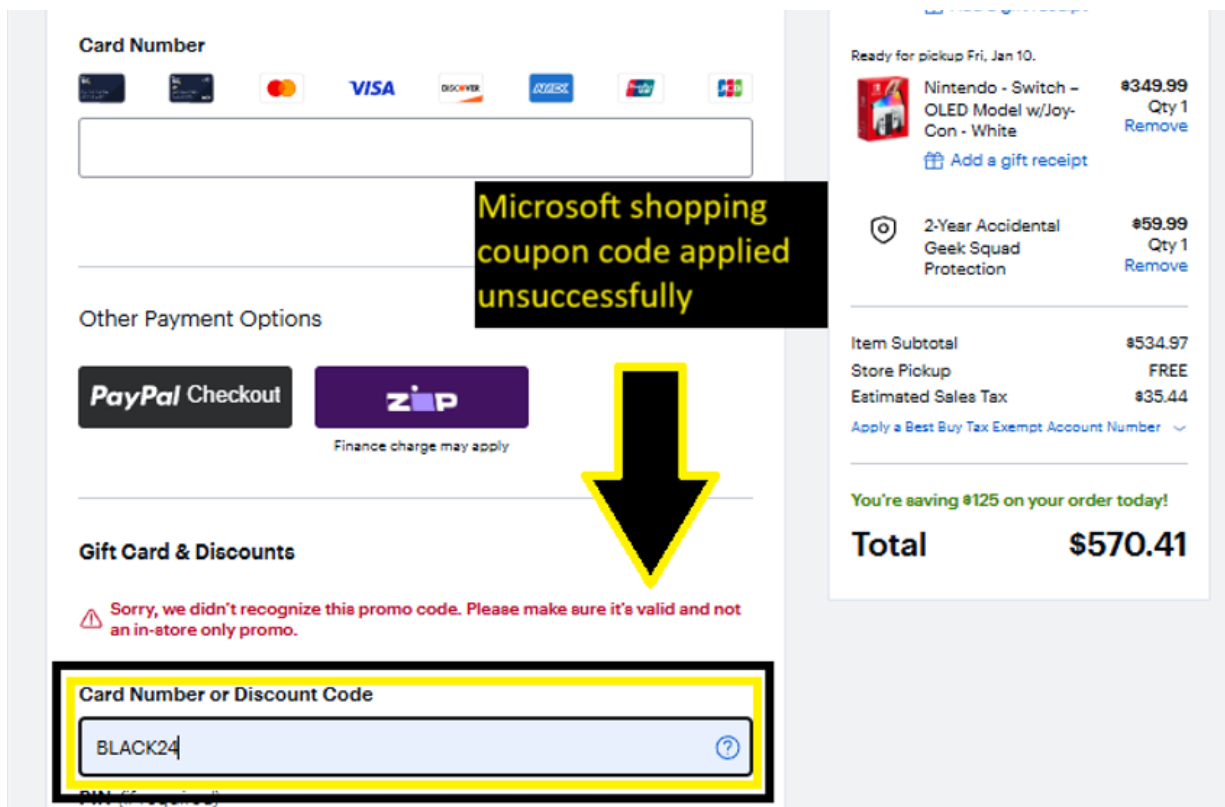 Card Number
VISA
DISCOVER
AMEX
JCB
Microsoft shopping
coupon code applied
unsuccessfully
Other Payment Options
PayPal Checkout
zip
Finance charge may apply
Gift Card & Discounts
Sorry, we didn't recognize this promo code. Please make sure it's valid and not
an in-store only promo.
Card Number or Discount Code
BLACK24
PIN (if required)
Ready for pickup Fri, Jan 10.
Nintendo - Switch – $349.99
OLED Model w/Joy- Qty 1
Con - White Remove
Add a gift receipt
2-Year Accidental $59.99
Geek Squad Qty 1
Protection Remove
Item Subtotal $534.97
Store Pickup FREE
Estimated Sales Tax $35.44
Apply a Best Buy Tax Exempt Account Number
You're saving $125 on your order today!
Total $570.41